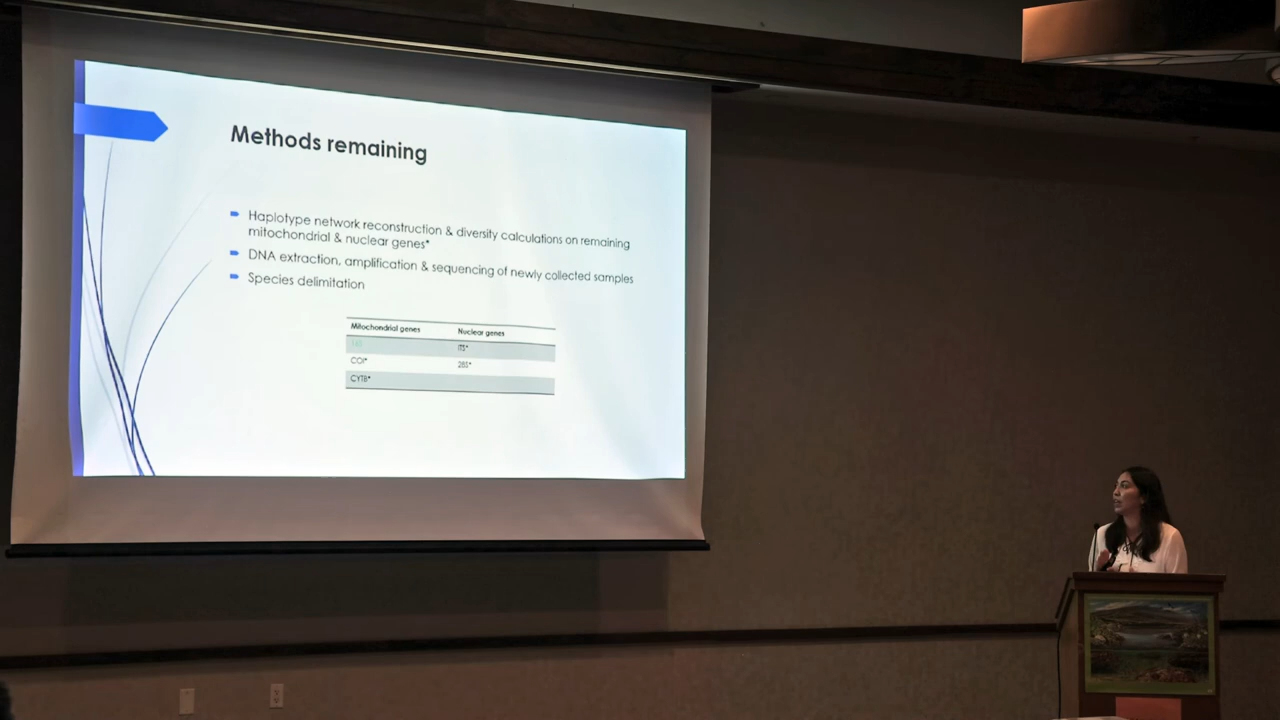 Methods remaining
Haplotype network reconstruction & diversity calculations on remaining
mitochondrial & nuclear genes*
DNA extraction, amplification & sequencing of newly collected samples
Species delimitation
Mitochondrial genes Nuclear genes
16S ITS*
COI* 28S*
CYTB*